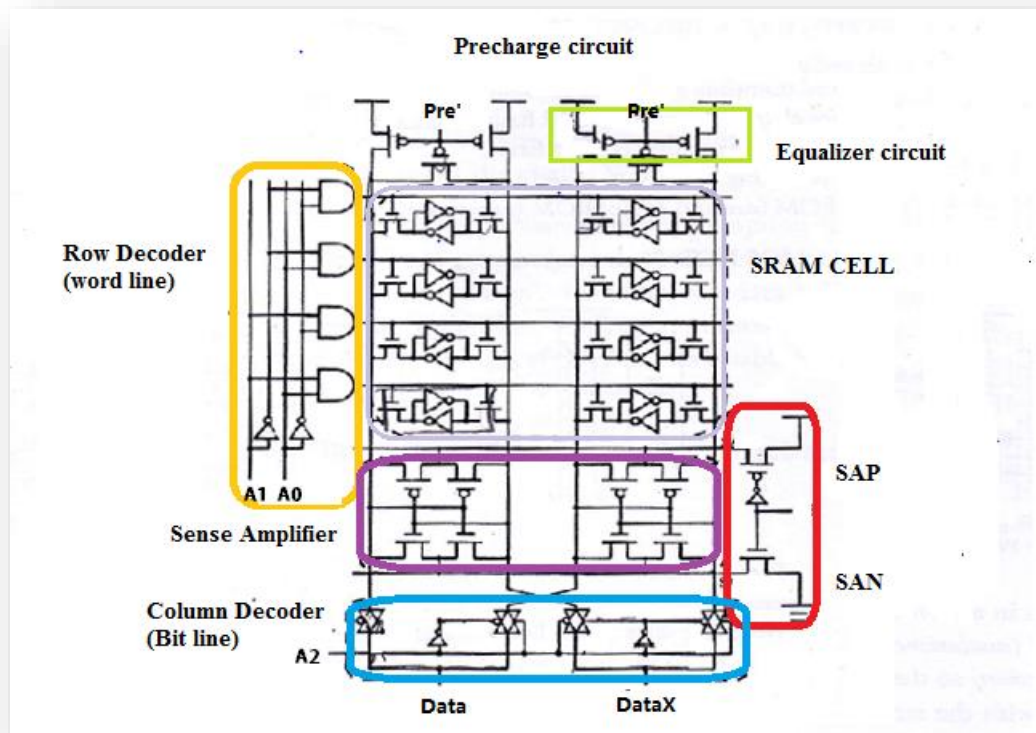 Precharge circuit
Pre'
Pre'
Equalizer circuit
Row Decoder
(word line)
SRAM CELL
A1 A0
SAP
Sense Amplifier
SAN
Column Decoder
(Bit line)
A2
Data
DataX